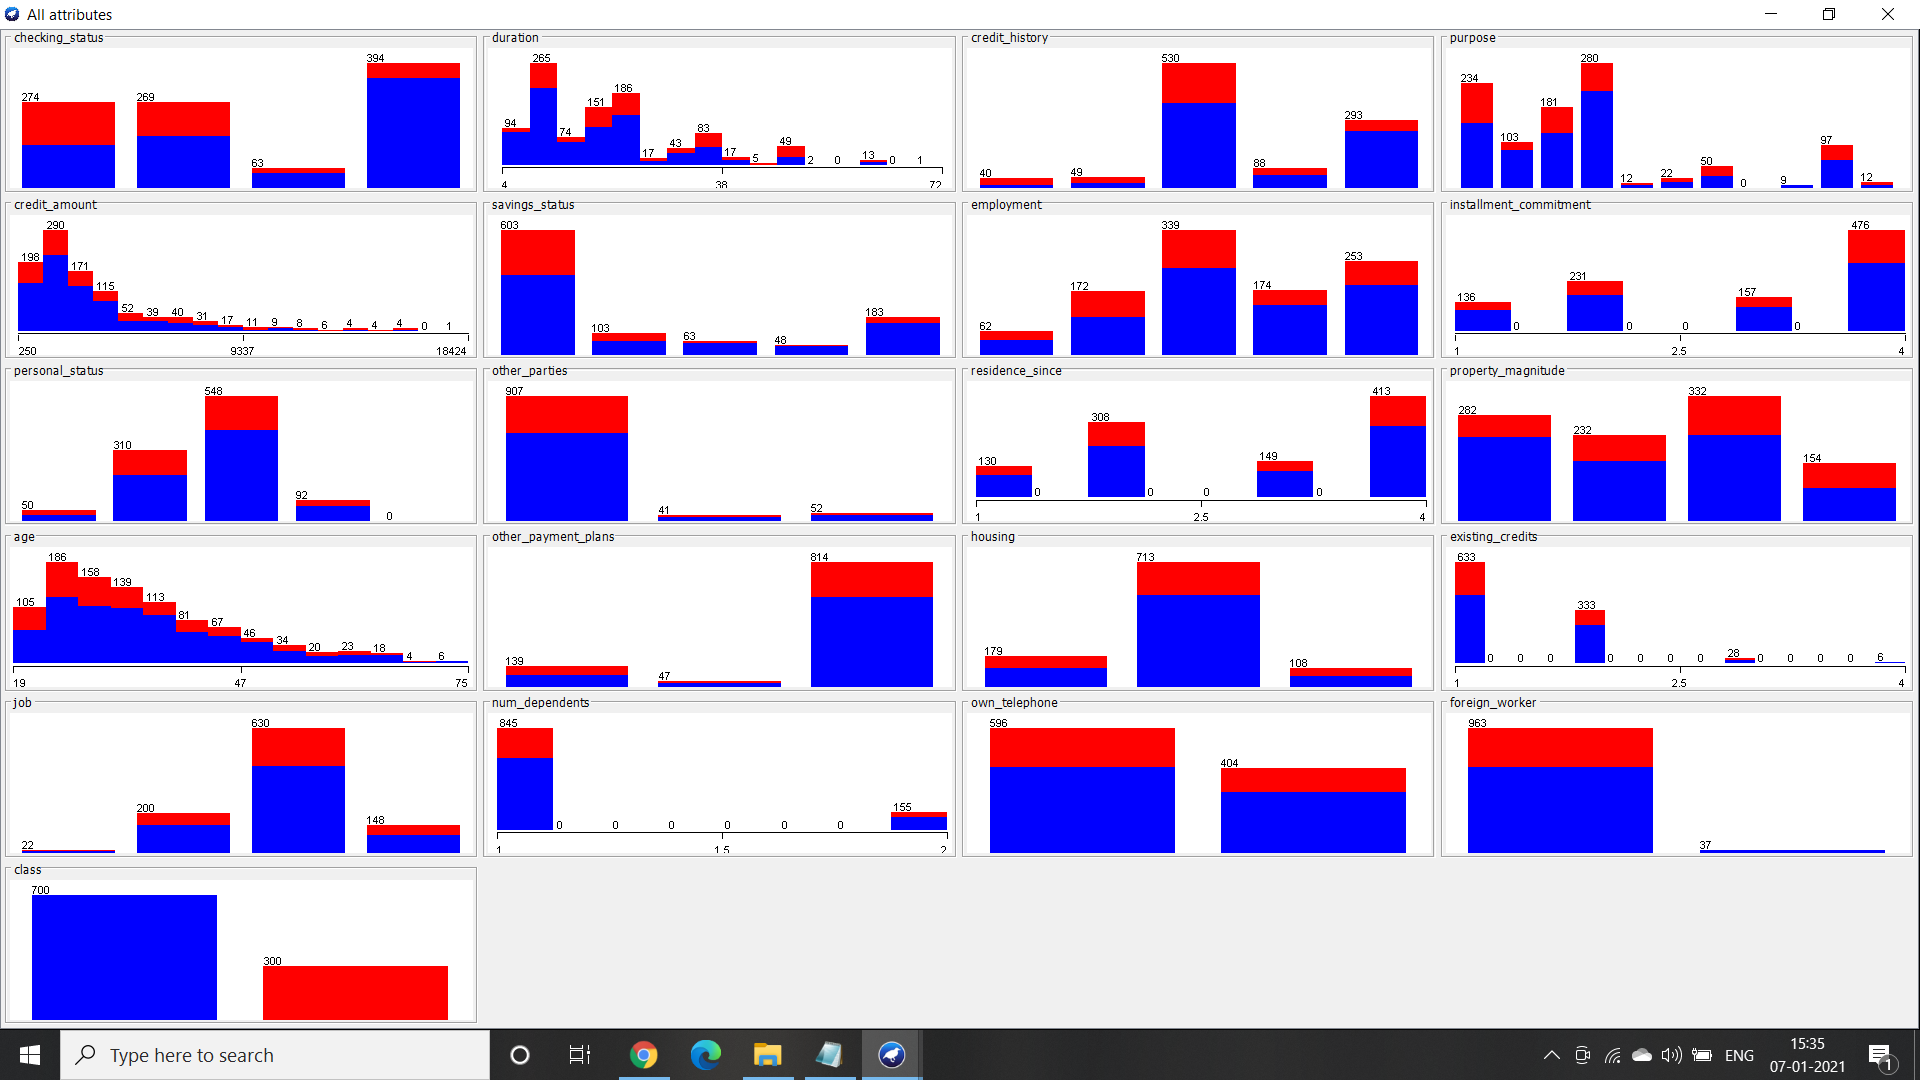 All attributes
checking_status
274 269 63 394
duration
94 265 74 151 186 17 43 83 17 5 49 2 0 13 0 1
4 38 72
credit_history
40 49 530 88 293
purpose
234 103 181 280 12 22 50 0 9 97 12
credit_amount
198 290 171 115 52 39 40 31 17 11 9 8 6 4 4 4 0 1
250 9337 18424
savings_status
603 103 63 48 183
employment
62 172 339 174 253
installment_commitment
136 0 231 0 0 157 0 476
1 2.5 4
personal_status
50 310 548 92 0
other_parties
907 41 52
residence_since
130 0 308 0 0 149 0 413
1 2.5 4
property_magnitude
282 232 332 154
age
105 186 158 139 113 81 67 46 34 20 23 18 4 6
19 47 75
other_payment_plans
139 47 814
housing
179 713 108
existing_credits
633 0 0 0 333 0 0 0 0 28 0 0 0 0 6
1 2.5 4
job
22 200 630 148
num_dependents
845 0 0 0 0 0 0 155
1 1.5 2
own_telephone
596 404
foreign_worker
963 37
class
700 300
Type here to search
ENG
15:35
07-01-2021
1